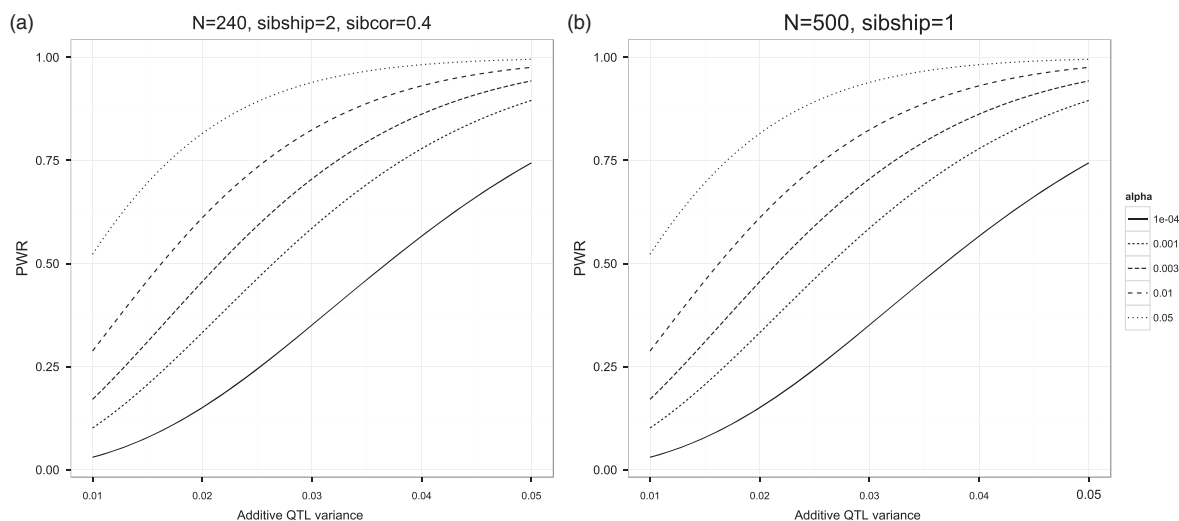 (a)
N=240, sibship=2, sibcor=0.4
1.00
0.75
0.50
0.25
0.00
PWR
0.01 0.02 0.03 0.04 0.05
Additive QTL variance
(b)
N=500, sibship=1
1.00
0.75
0.50
0.25
0.00
PWR
0.01 0.02 0.03 0.04 0.05
Additive QTL variance
alpha
1e-04
0.001
0.003
0.01
0.05